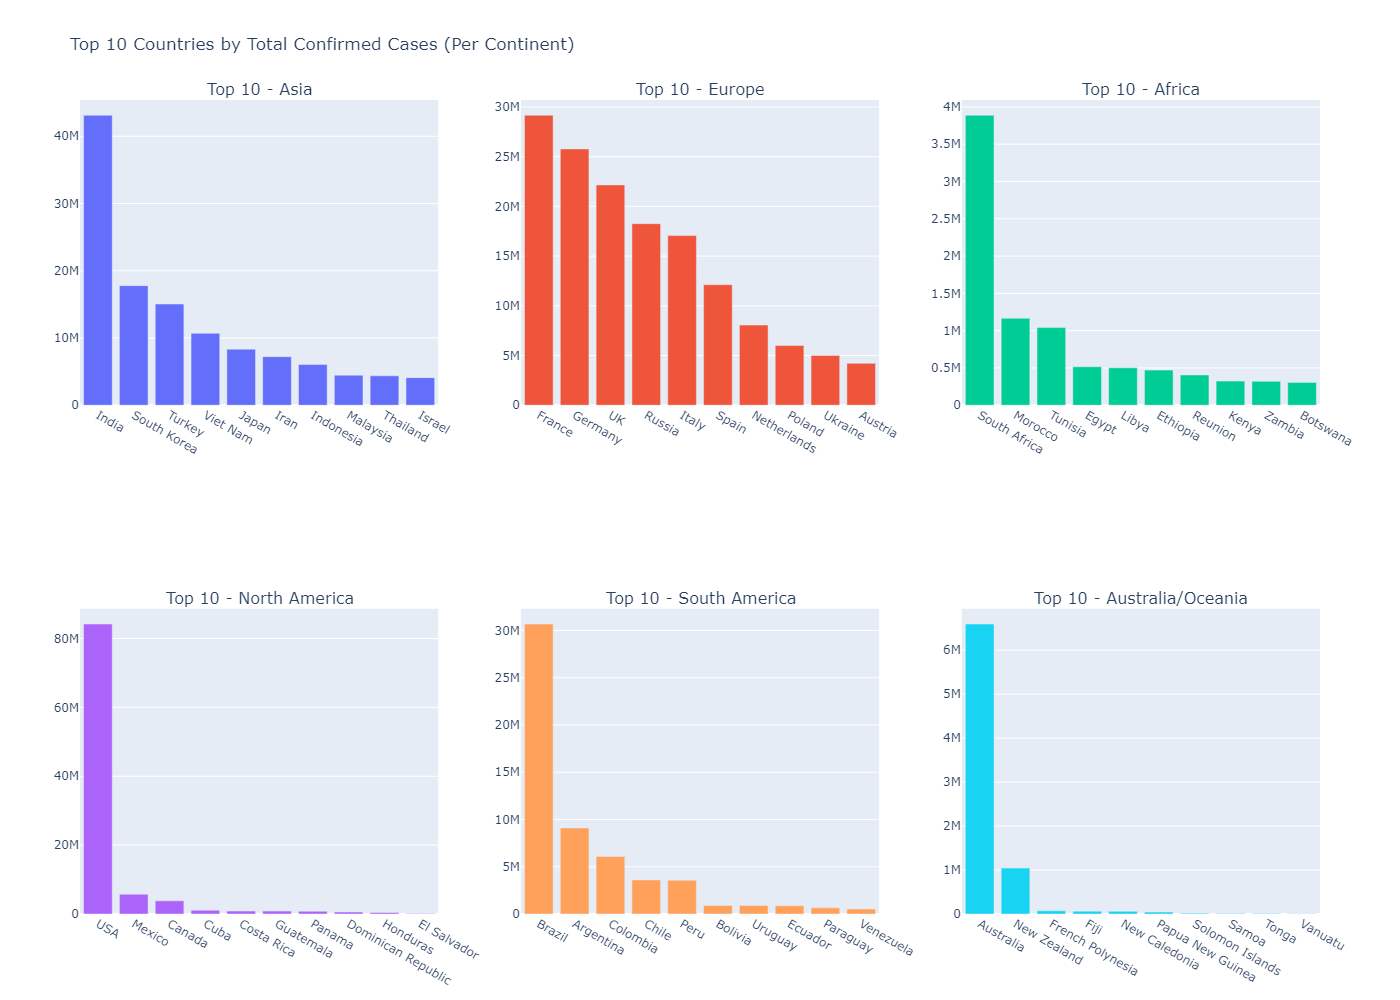 Top 10 Countries by Total Confirmed Cases (Per Continent)
Top 10 - Asia
40M
30M
20M
10M
0
India
South Korea
Turkey
Viet Nam
Japan
Iran
Indonesia
Malaysia
Thailand
Israel
Top 10 - Europe
30M
25M
20M
15M
10M
5M
0
France
Germany
UK
Russia
Italy
Spain
Netherlands
Poland
Ukraine
Austria
Top 10 - Africa
4M
3.5M
3M
2.5M
2M
1.5M
1M
0.5M
0
South Africa
Morocco
Tunisia
Egypt
Libya
Ethiopia
Reunion
Kenya
Zambia
Botswana
Top 10 - North America
80M
60M
40M
20M
0
USA
Mexico
Canada
Cuba
Costa Rica
Guatemala
Panama
Dominican Republic
Honduras
El Salvador
Top 10 - South America
30M
25M
20M
15M
10M
5M
0
Brazil
Argentina
Colombia
Chile
Peru
Bolivia
Uruguay
Ecuador
Paraguay
Venezuela
Top 10 - Australia/Oceania
6M
5M
4M
3M
2M
1M
0
Australia
New Zealand
French Polynesia
Fiji
New Caledonia
Papua New Guinea
Solomon Islands
Samoa
Tonga
Vanuatu